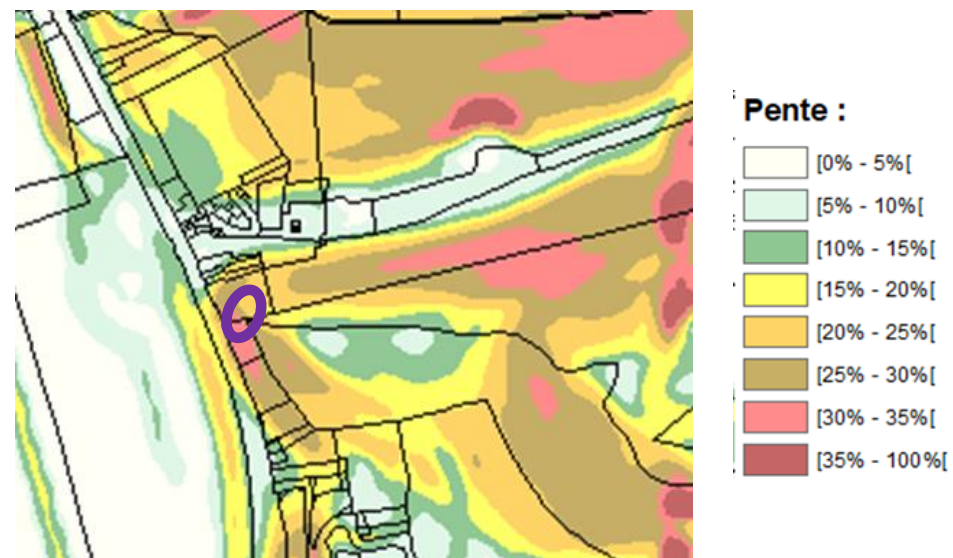 Pente :
[0% - 5%[
[5% - 10%[
[10% - 15%[
[15% - 20%[
[20% - 25%[
[25% - 30%[
[30% - 35%[
[35% - 100%[